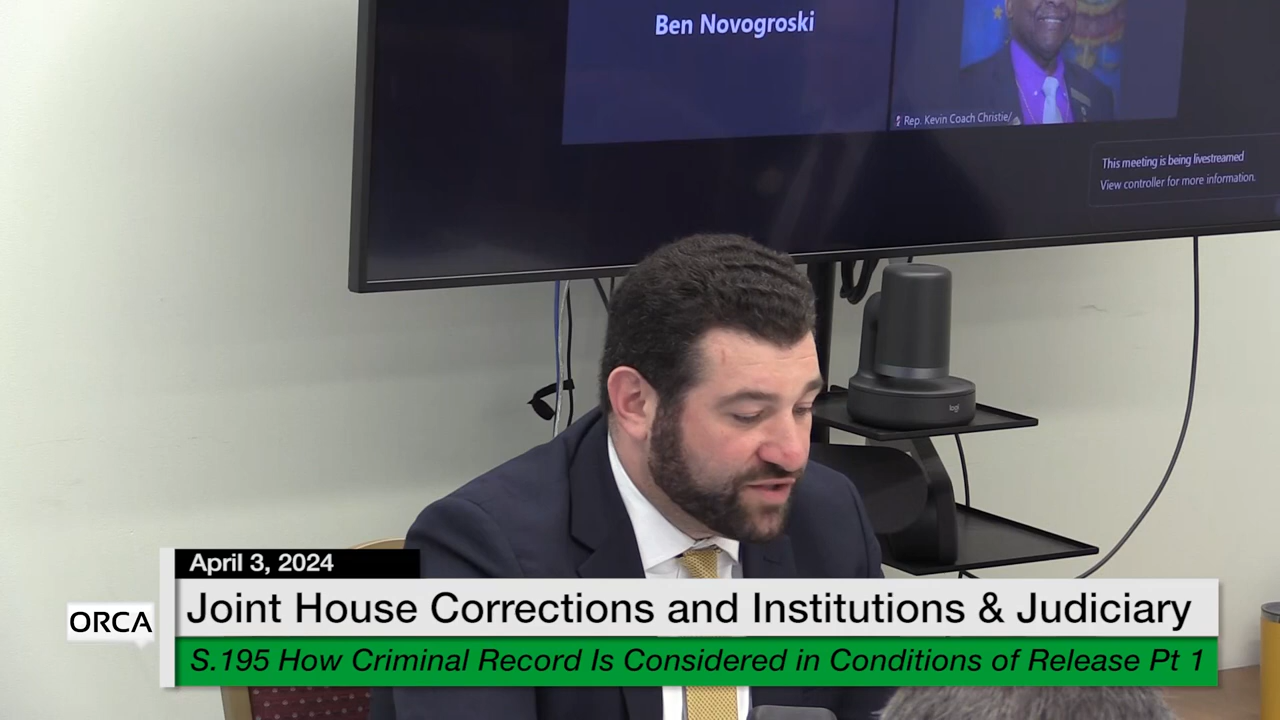 Ben Novogroski
Rep. Kevin Coach Christie/
This meeting is being livestreamed
View controller for more information.
logi
April 3, 2024
Joint House Corrections and Institutions & Judiciary
ORCA
S.195 How Criminal Record Is Considered in Conditions of Release Pt 1